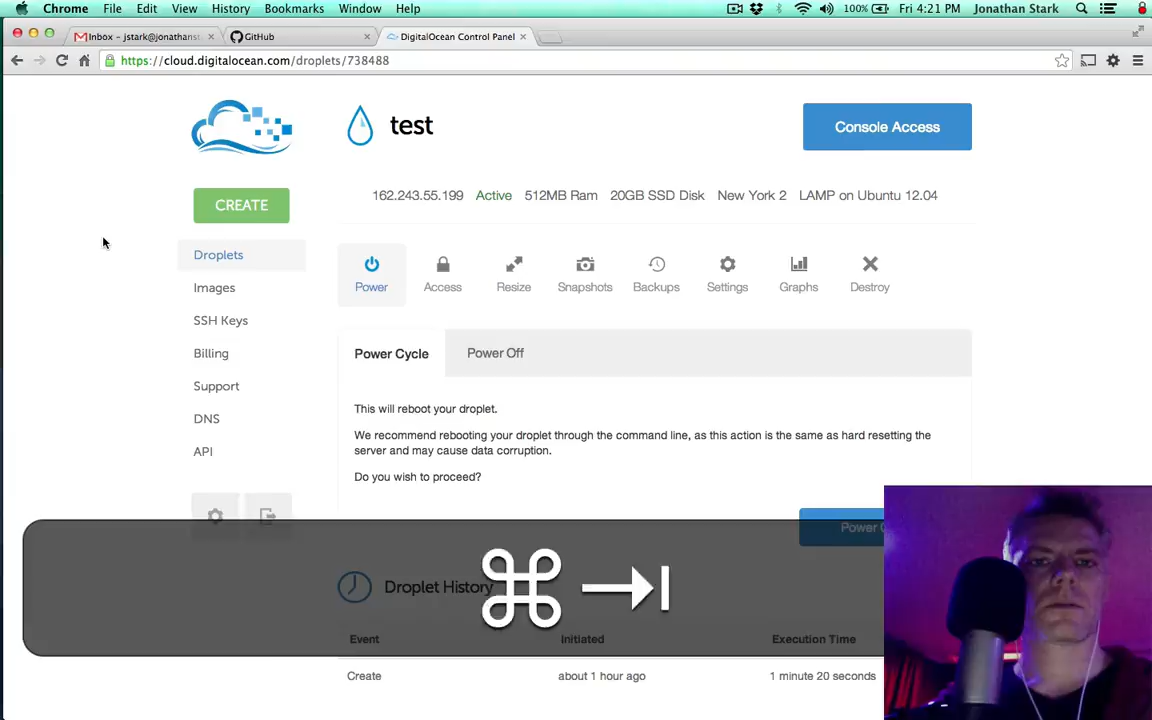 Chrome File Edit View History Bookmarks Window Help 100% Fri 4:21 PM Jonathan Stark
Inbox - jstark@jonathanst × GitHub × DigitalOcean Control Panel ×
https://cloud.digitalocean.com/droplets/738488
test
Console Access
CREATE
162.243.55.199 Active 512MB Ram 20GB SSD Disk New York 2 LAMP on Ubuntu 12.04
Droplets
Images
SSH Keys
Billing
Support
DNS
API
Power Access Resize Snapshots Backups Settings Graphs Destroy
Power Cycle Power Off
This will reboot your droplet.
We recommend rebooting your droplet through the command line, as this action is the same as hard resetting the
server and may cause data corruption.
Do you wish to proceed?
Power
Droplet History
Event Initiated Execution Time
Create about 1 hour ago 1 minute 20 seconds